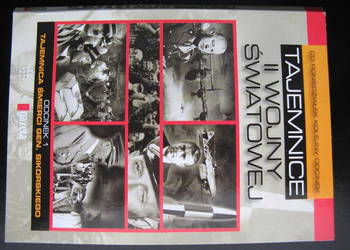 CO PONIEDZIAŁEK KOLEJNY ODCINEK
TAJEMNICE
II WOJNY
ŚWIATOWEJ
ODCINEK 1
TAJEMNICA ŚMIERCI GEN. SIKORSKIEGO